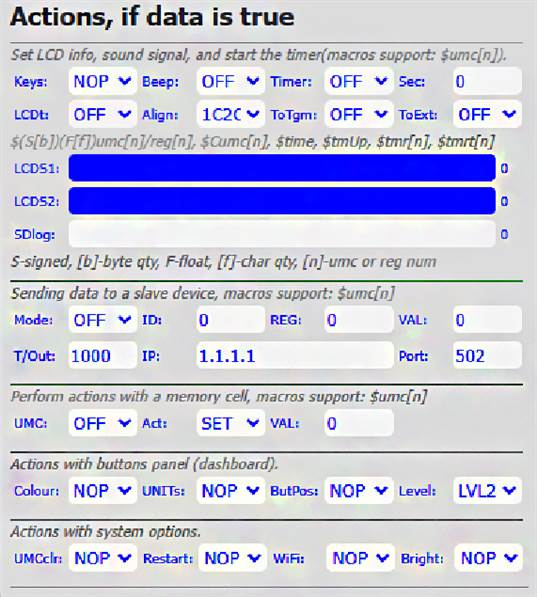 Actions, if data is true
Set LCD info, sound signal, and start the timer(macros support: $umc[n]).
Keys: NOP Beep: OFF Timer: OFF Sec: 0
LCDt: OFF Align: 1C2C ToTgm: OFF ToExt: OFF
$(S[b])(F[f])umc[n]/reg[n], $Cumc[n], $time, $tmUp, $tmr[n], $tmrt[n]
LCDS1: 0
LCDS2: 0
SDlog: 0
S-signed, [b]-byte qty, F-float, [f]-char qty, [n]-umc or reg num
Sending data to a slave device, macros support: $umc[n]
Mode: OFF ID: 0 REG: 0 VAL: 0
T/Out: 1000 IP: 1.1.1.1 Port: 502
Perform actions with a memory cell, macros support: $umc[n]
UMC: OFF Act: SET VAL: 0
Actions with buttons panel (dashboard).
Colour: NOP UNITs: NOP ButPos: NOP Level: LVL2
Actions with system options.
UMCclr: NOP Restart: NOP WiFi: NOP Bright: NOP